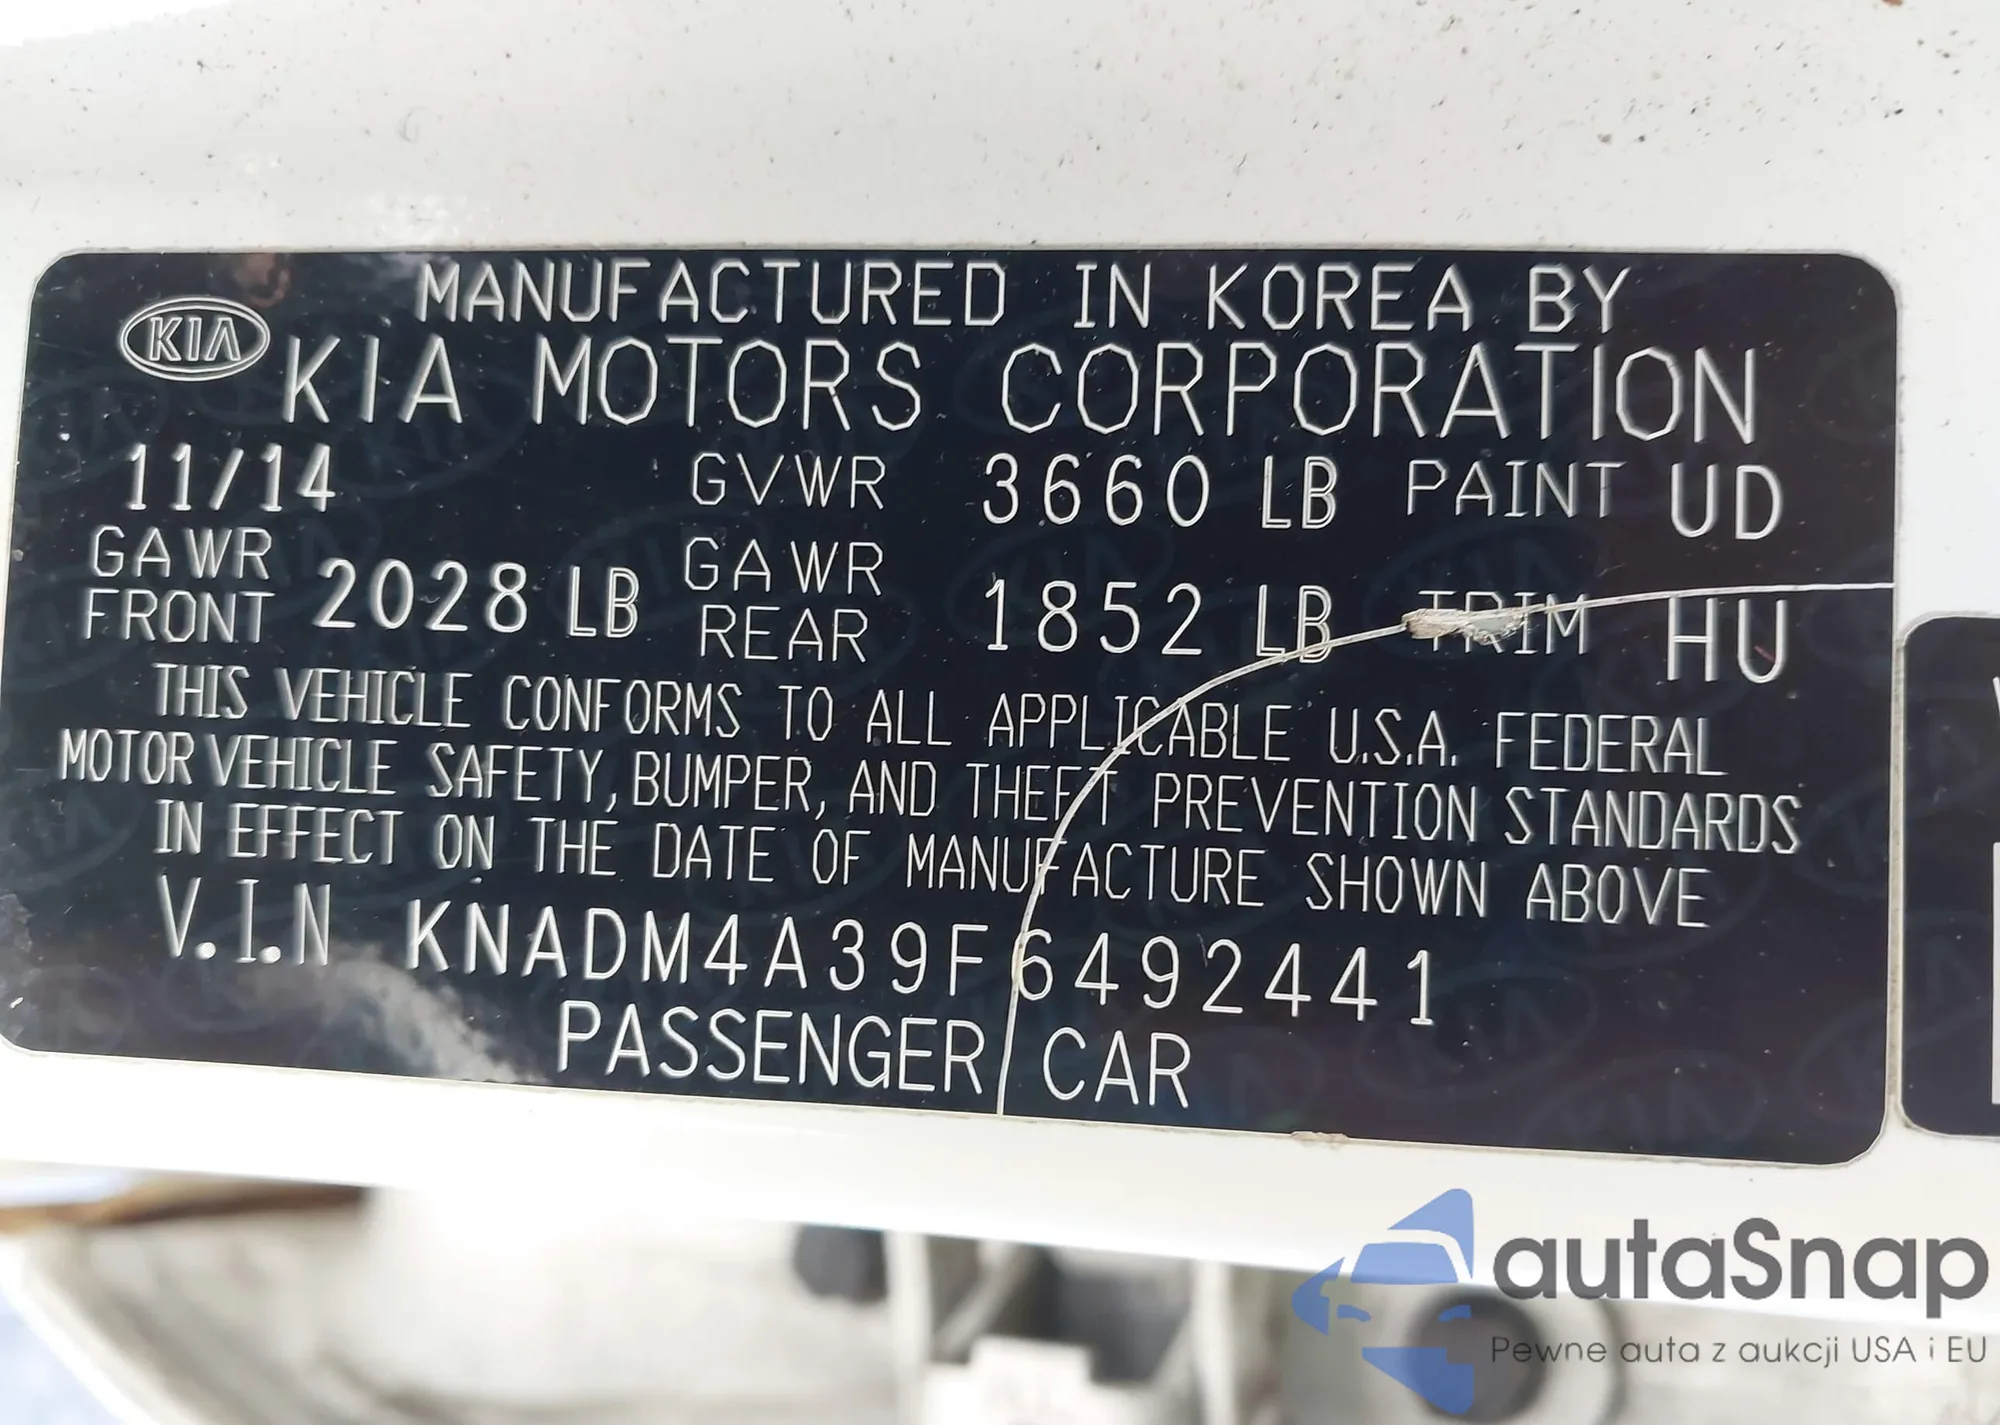 MANUFACTURED IN KOREA BY
KIA
KIA MOTORS CORPORATION
11/14 GVWR 3660 LB PAINT UD
GAWR FRONT 2028 LB GAWR REAR 1852 LB TRIM HU
THIS VEHICLE CONFORMS TO ALL APPLICABLE U.S.A. FEDERAL
MOTOR VEHICLE SAFETY, BUMPER, AND THEFT PREVENTION STANDARDS
IN EFFECT ON THE DATE OF MANUFACTURE SHOWN ABOVE
V.I.N KNADM4A39F6492441
PASSENGER CAR
autaSnap
Pewne auta z aukcji USA i EU